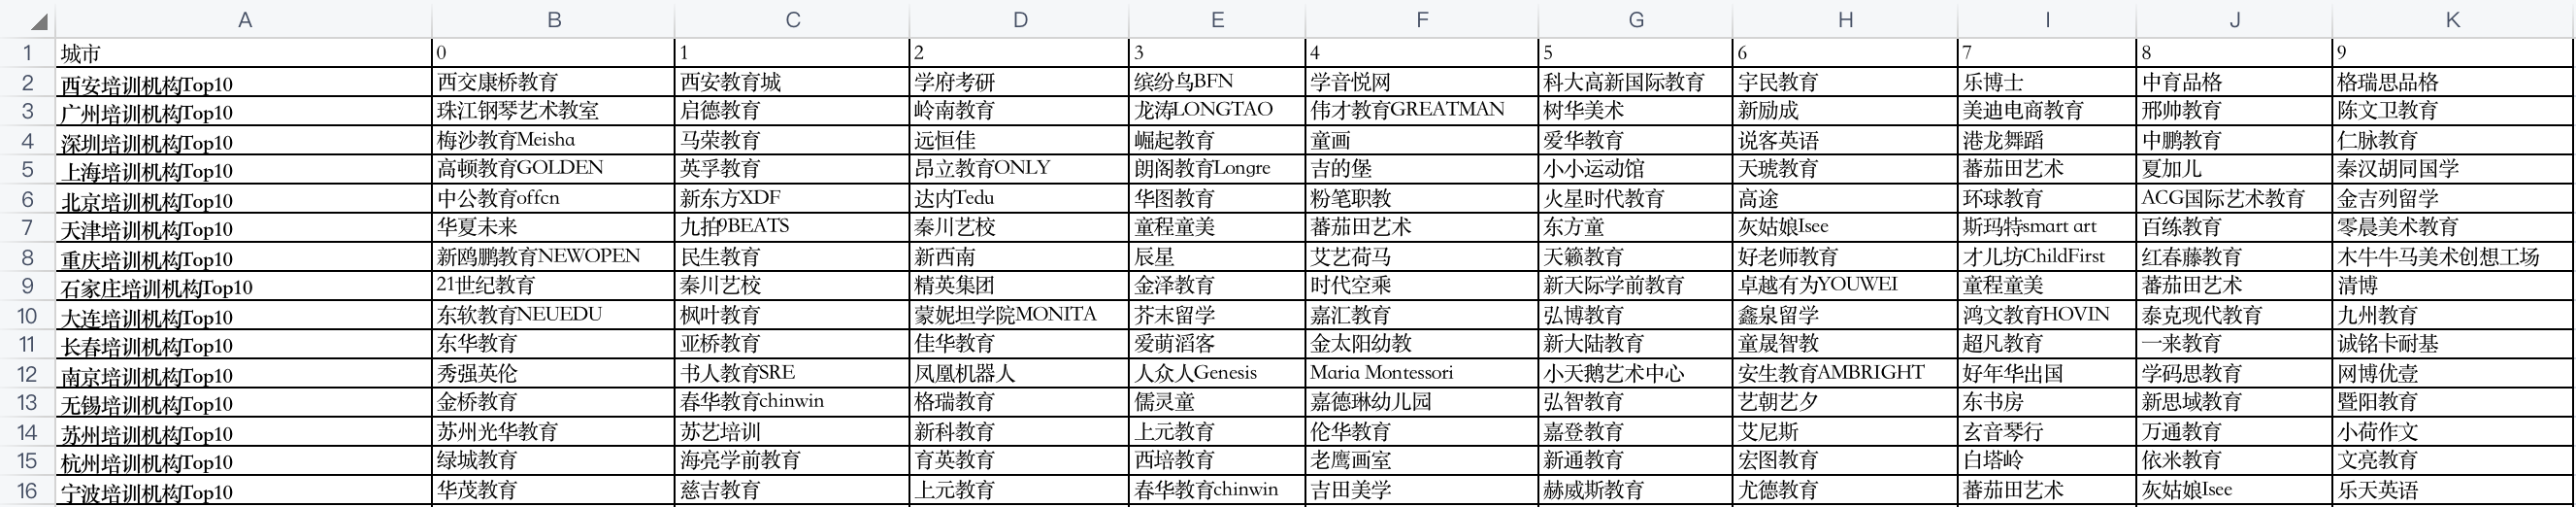 A B C D E F G H I J K
1 城市 0 1 2 3 4 5 6 7 8 9
2 西安培训机构Top10 西交康桥教育 西安教育城 学府考研 缤纷鸟BFN 学音悦网 科大高新国际教育 宇民教育 乐博士 中育品格 格瑞思品格
3 广州培训机构Top10 珠江钢琴艺术教室 启德教育 岭南教育 龙涛LONGTAO 伟才教育GREATMAN 树华美术 新励成 美迪电商教育 邢帅教育 陈文卫教育
4 深圳培训机构Top10 梅沙教育Meisha 马荣教育 远恒佳 崛起教育 童画 爱华教育 说客英语 港龙舞蹈 中鹏教育 仁脉教育
5 上海培训机构Top10 高顿教育GOLDEN 英孚教育 昂立教育ONLY 朗阁教育Longre 吉的堡 小小运动馆 天琥教育 蕃茄田艺术 夏加儿 秦汉胡同国学
6 北京培训机构Top10 中公教育offcn 新东方XDF 达内Tedu 华图教育 粉笔职教 火星时代教育 高途 环球教育 ACG国际艺术教育 金吉列留学
7 天津培训机构Top10 华夏未来 九拍9BEATS 秦川艺校 童程童美 蕃茄田艺术 东方童 灰姑娘Isee 斯玛特smart art 百练教育 零晨美术教育
8 重庆培训机构Top10 新鸥鹏教育NEWOPEN 民生教育 新西南 辰星 艾艺荷马 天籁教育 好老师教育 才儿坊ChildFirst 红春藤教育 木牛牛马美术创想工场
9 石家庄培训机构Top10 21世纪教育 秦川艺校 精英集团 金泽教育 时代空乘 新天际学前教育 卓越有为YOUWEI 童程童美 蕃茄田艺术 清博
10 大连培训机构Top10 东软教育NEUEDU 枫叶教育 蒙妮坦学院MONITA 芥末留学 嘉汇教育 弘博教育 鑫泉留学 鸿文教育HOVIN 泰克现代教育 九州教育
11 长春培训机构Top10 东华教育 亚桥教育 佳华教育 爱萌滔客 金太阳幼教 新大陆教育 童晟智教 超凡教育 一来教育 诚铭卡耐基
12 南京培训机构Top10 秀强英伦 书人教育SRE 凤凰机器人 人众人Genesis Maria Montessori 小天鹅艺术中心 安生教育AMBRIGHT 好年华出国 学码思教育 网博优壹
13 无锡培训机构Top10 金桥教育 春华教育chinwin 格瑞教育 儒灵童 嘉德琳幼儿园 弘智教育 艺朝艺夕 东书房 新思域教育 暨阳教育
14 苏州培训机构Top10 苏州光华教育 苏艺培训 新科教育 上元教育 伦华教育 嘉登教育 艾尼斯 玄音琴行 万通教育 小荷作文
15 杭州培训机构Top10 绿城教育 海亮学前教育 育英教育 西培教育 老鹰画室 新通教育 宏图教育 白塔岭 依米教育 文亮教育
16 宁波培训机构Top10 华茂教育 慈吉教育 上元教育 春华教育chinwin 吉田美学 赫威斯教育 尤德教育 蕃茄田艺术 灰姑娘Isee 乐天英语